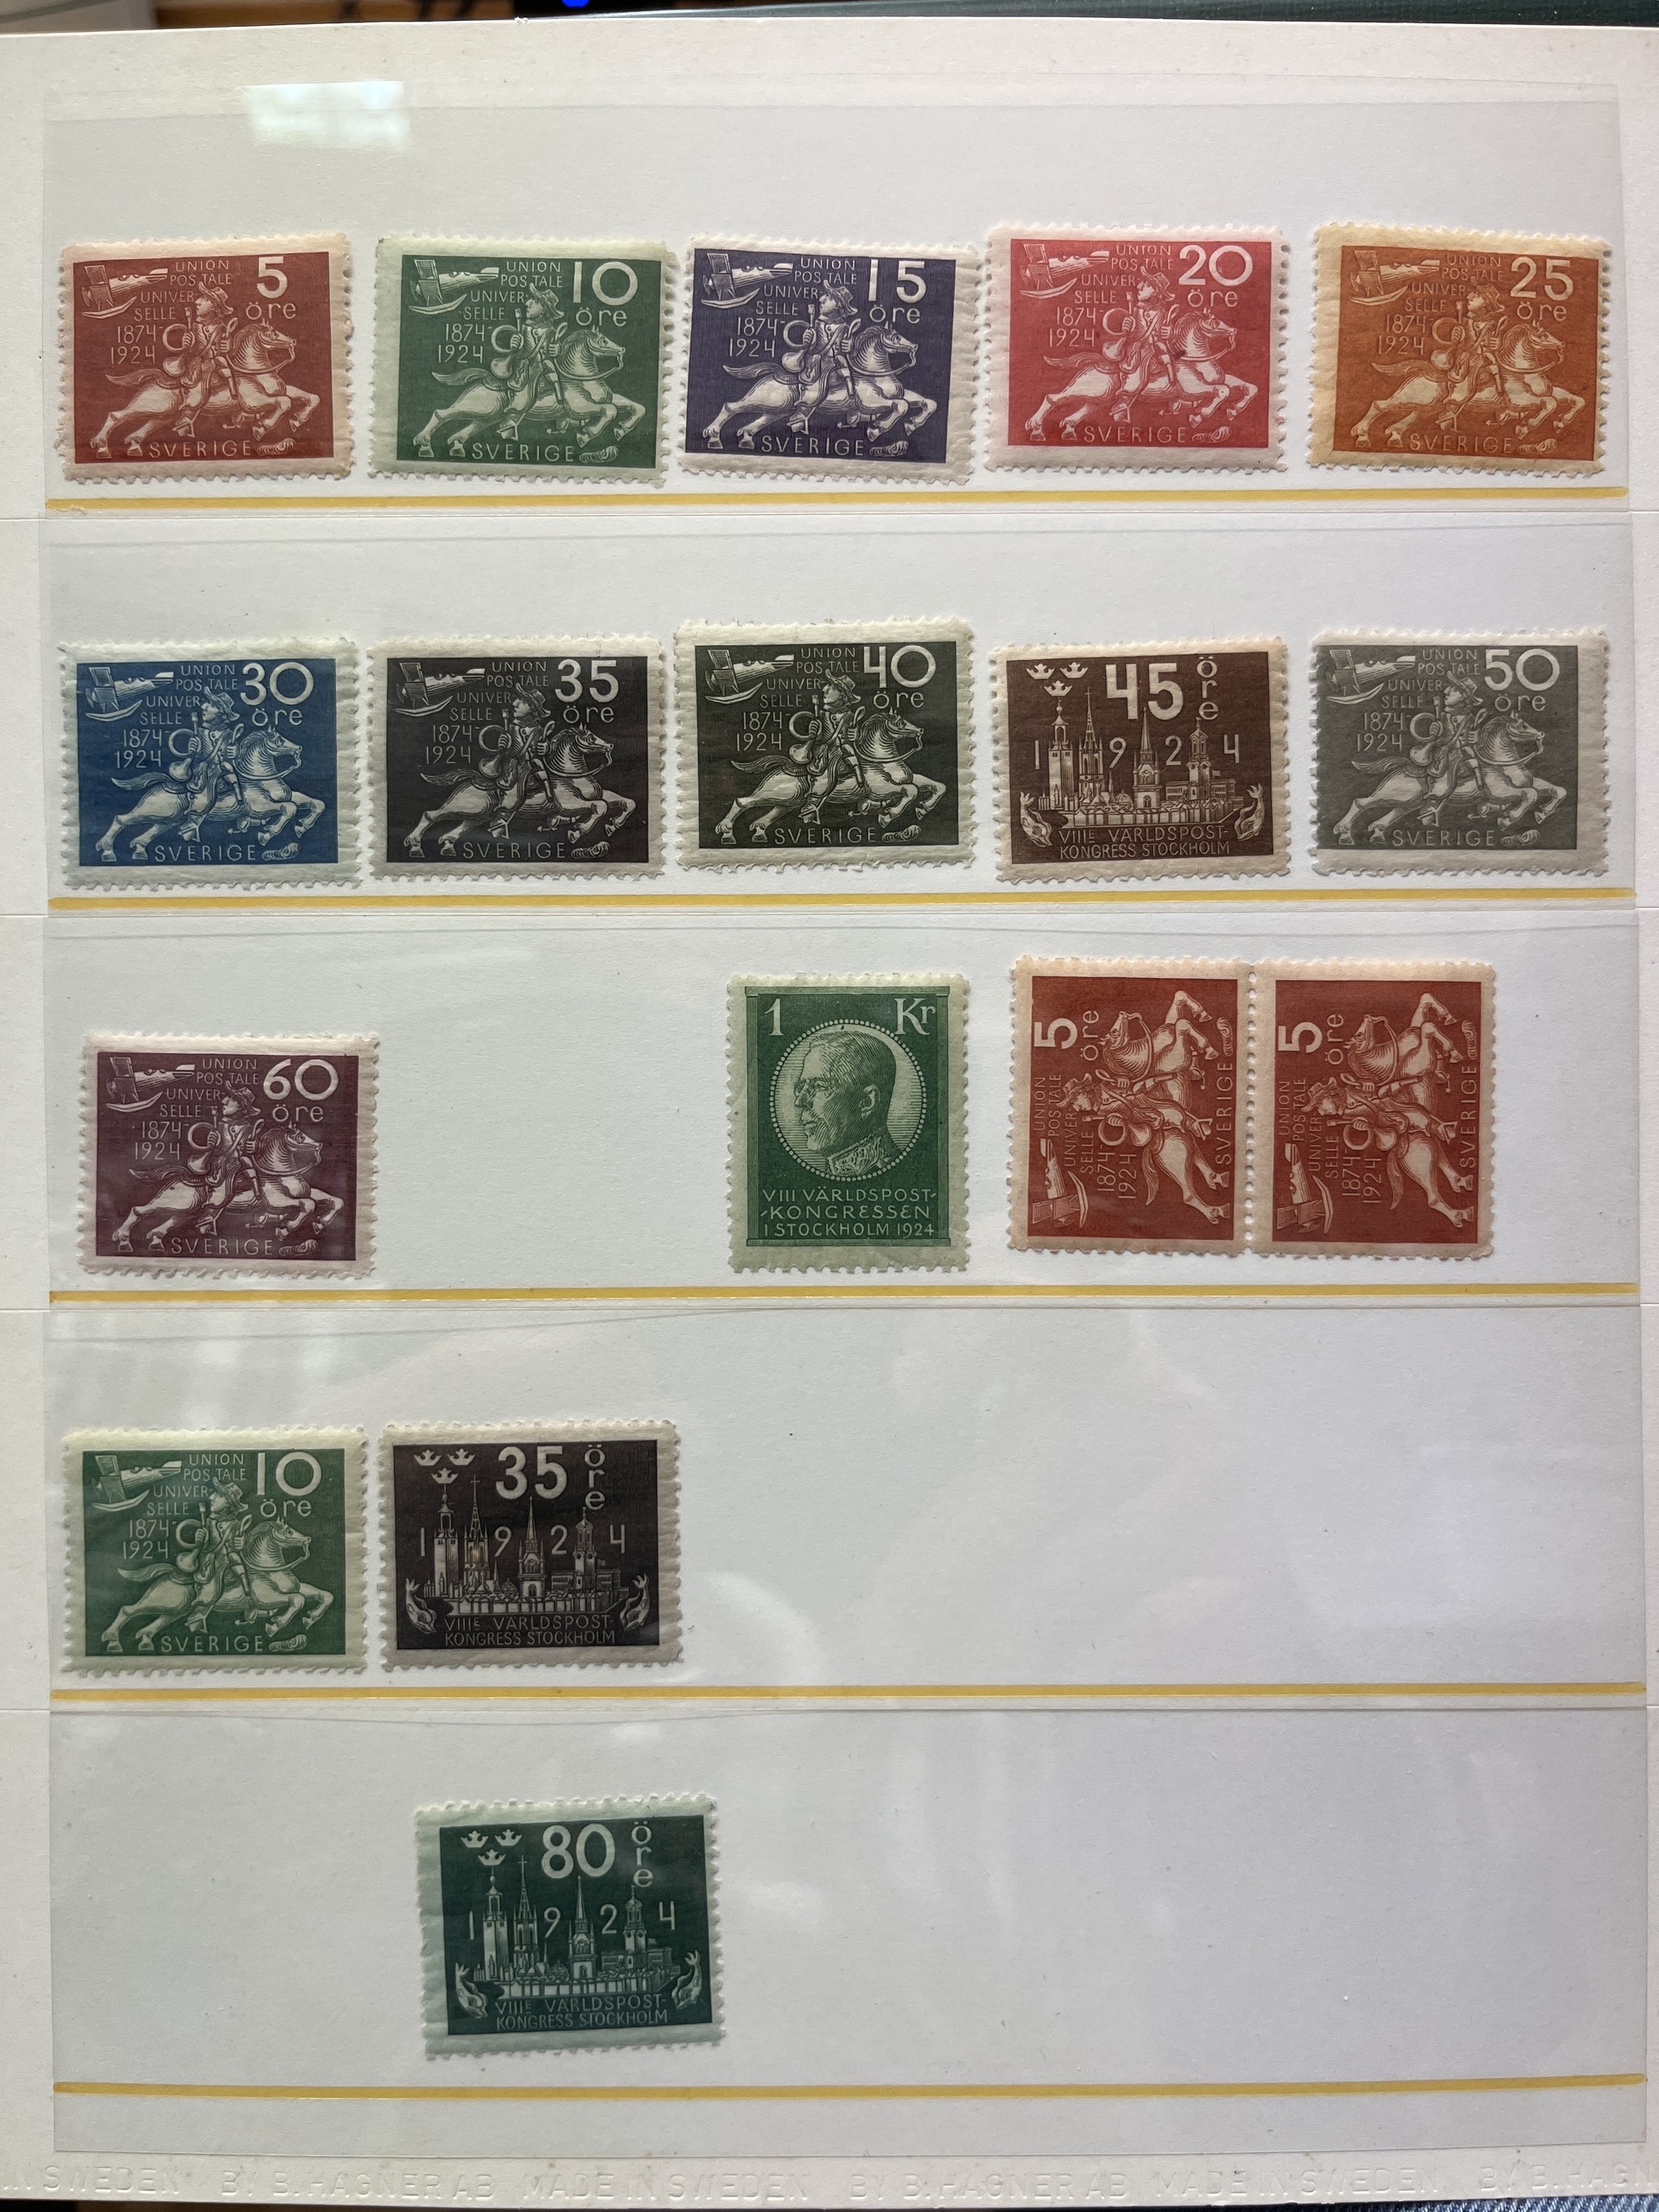 UNION
POSTALE
UNIVER
SELLE
1874-
1924
5
öre
SVERIGE
UNION
POSTALE
UNIVER
SELLE
1874-
1924
10
öre
SVERIGE
UNION
POSTALE
UNIVER
SELLE
1874-
1924
15
öre
SVERIGE
UNION
POSTALE
UNIVER
SELLE
1874-
1924
20
öre
SVERIGE
UNION
POSTALE
UNIVER
SELLE
1874-
1924
25
öre
SVERIGE
UNION
POSTALE
UNIVER
SELLE
1874-
1924
30
öre
SVERIGE
UNION
POSTALE
UNIVER
SELLE
1874-
1924
35
öre
SVERIGE
UNION
POSTALE
UNIVER
SELLE
1874-
1924
40
öre
SVERIGE
45 öre
1924
VIIIE VÄRLDSPOST-
KONGRESS STOCKHOLM
UNION
POSTALE
UNIVER
SELLE
1874-
1924
50
öre
SVERIGE
UNION
POSTALE
UNIVER
SELLE
1874-
1924
60
öre
SVERIGE
1 Kr
VIII VÄRLDSPOST-
-KONGRESSEN
I STOCKHOLM 1924
UNION
POSTALE
UNIVER
SELLE
1874-
1924
5
öre
SVERIGE
UNION
POSTALE
UNIVER
SELLE
1874-
1924
5
öre
SVERIGE
UNION
POSTALE
UNIVER
SELLE
1874-
1924
10
öre
SVERIGE
35 öre
1924
VIIIE VÄRLDSPOST-
KONGRESS STOCKHOLM
80 öre
1924
VIIIE VÄRLDSPOST-
KONGRESS STOCKHOLM
IN SWEDEN BY B. HAGNER AB MADE IN SWEDEN BY B. HAGNER AB MADE IN SWEDEN BY B. HAGN